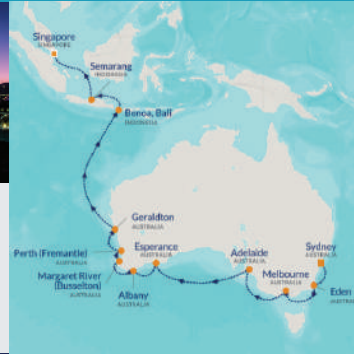 Singapore
SINGAPORE
Semarang
INDONESIA
Benoa, Bali
INDONESIA
Geraldton
AUSTRALIA
Perth (Fremantle)
AUSTRALIA
Esperance
AUSTRALIA
Margaret River
(Busselton)
AUSTRALIA
Albany
AUSTRALIA
Adelaide
AUSTRALIA
Sydney
AUSTRALIA
Melbourne
AUSTRALIA
Eden